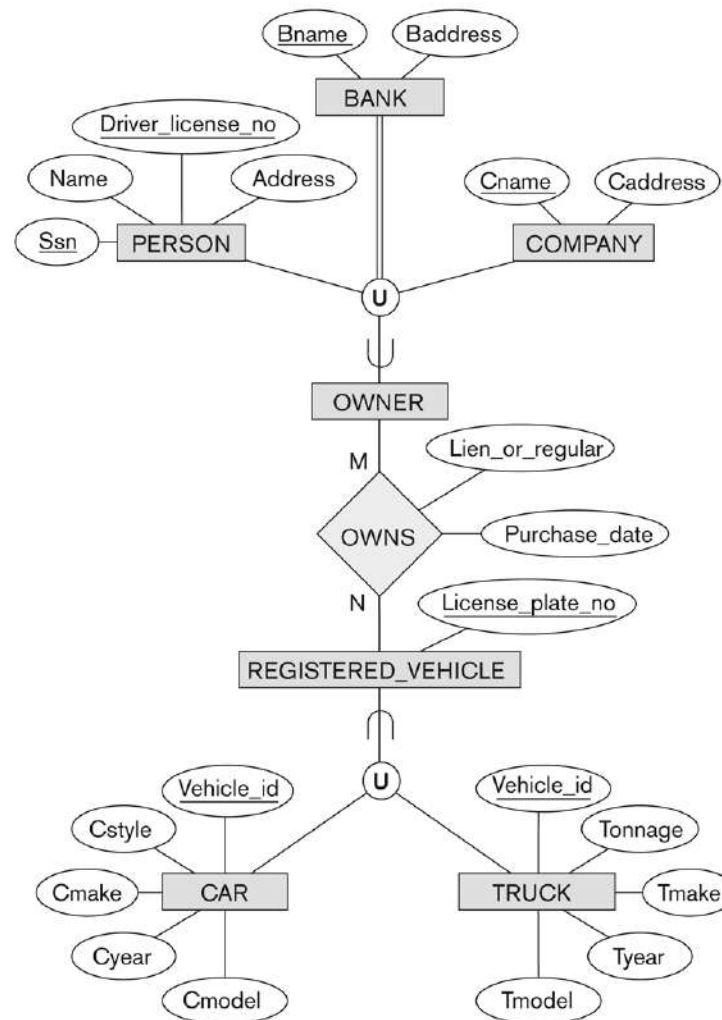 Bname
Baddress
BANK
Driver_license_no
Name
Address
Cname
Caddress
Ssn
PERSON
COMPANY
U
OWNER
M
Lien_or_regular
OWNS
Purchase_date
N
License_plate_no
REGISTERED_VEHICLE
U
Vehicle_id
Vehicle_id
Cstyle
Tonnage
Cmake
CAR
TRUCK
Tmake
Cyear
Tyear
Cmodel
Tmodel